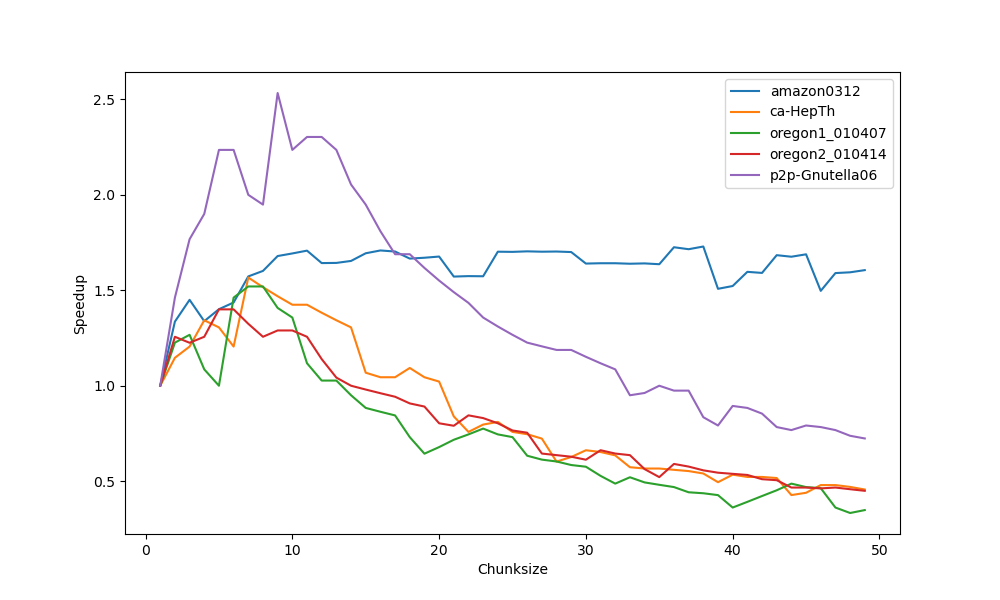 amazon0312
ca-HepTh
oregon1_010407
oregon2_010414
p2p-Gnutella06
2.5
2.0
1.5
1.0
0.5
Speedup
0 10 20 30 40 50
Chunksize